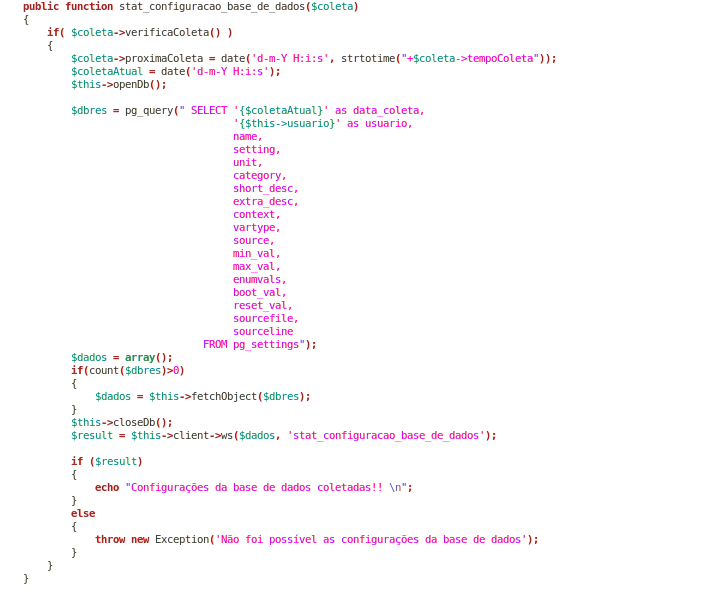 public function stat_configuracao_base_de_dados($coleta)
{
    if( $coleta->verificaColeta() )
    {
        $coleta->proximaColeta = date('d-m-Y H:i:s', strtotime("+$coleta->tempoColeta"));
        $coletaAtual = date('d-m-Y H:i:s');
        $this->openDb();

        $dbres = pg_query(" SELECT '{$coletaAtual}' as data_coleta,
                                   '{$this->usuario}' as usuario,
                                   name,
                                   setting,
                                   unit,
                                   category,
                                   short_desc,
                                   extra_desc,
                                   context,
                                   vartype,
                                   source,
                                   min_val,
                                   max_val,
                                   enumvals,
                                   boot_val,
                                   reset_val,
                                   sourcefile,
                                   sourceline
                              FROM pg_settings");
        $dados = array();
        if(count($dbres)>0)
        {
            $dados = $this->fetchObject($dbres);
        }
        $this->closeDb();
        $result = $this->client->ws($dados, 'stat_configuracao_base_de_dados');

        if ($result)
        {
            echo "Configurações da base de dados coletadas!! \n";
        }
        else
        {
            throw new Exception('Não foi possível as configurações da base de dados');
        }
    }
}